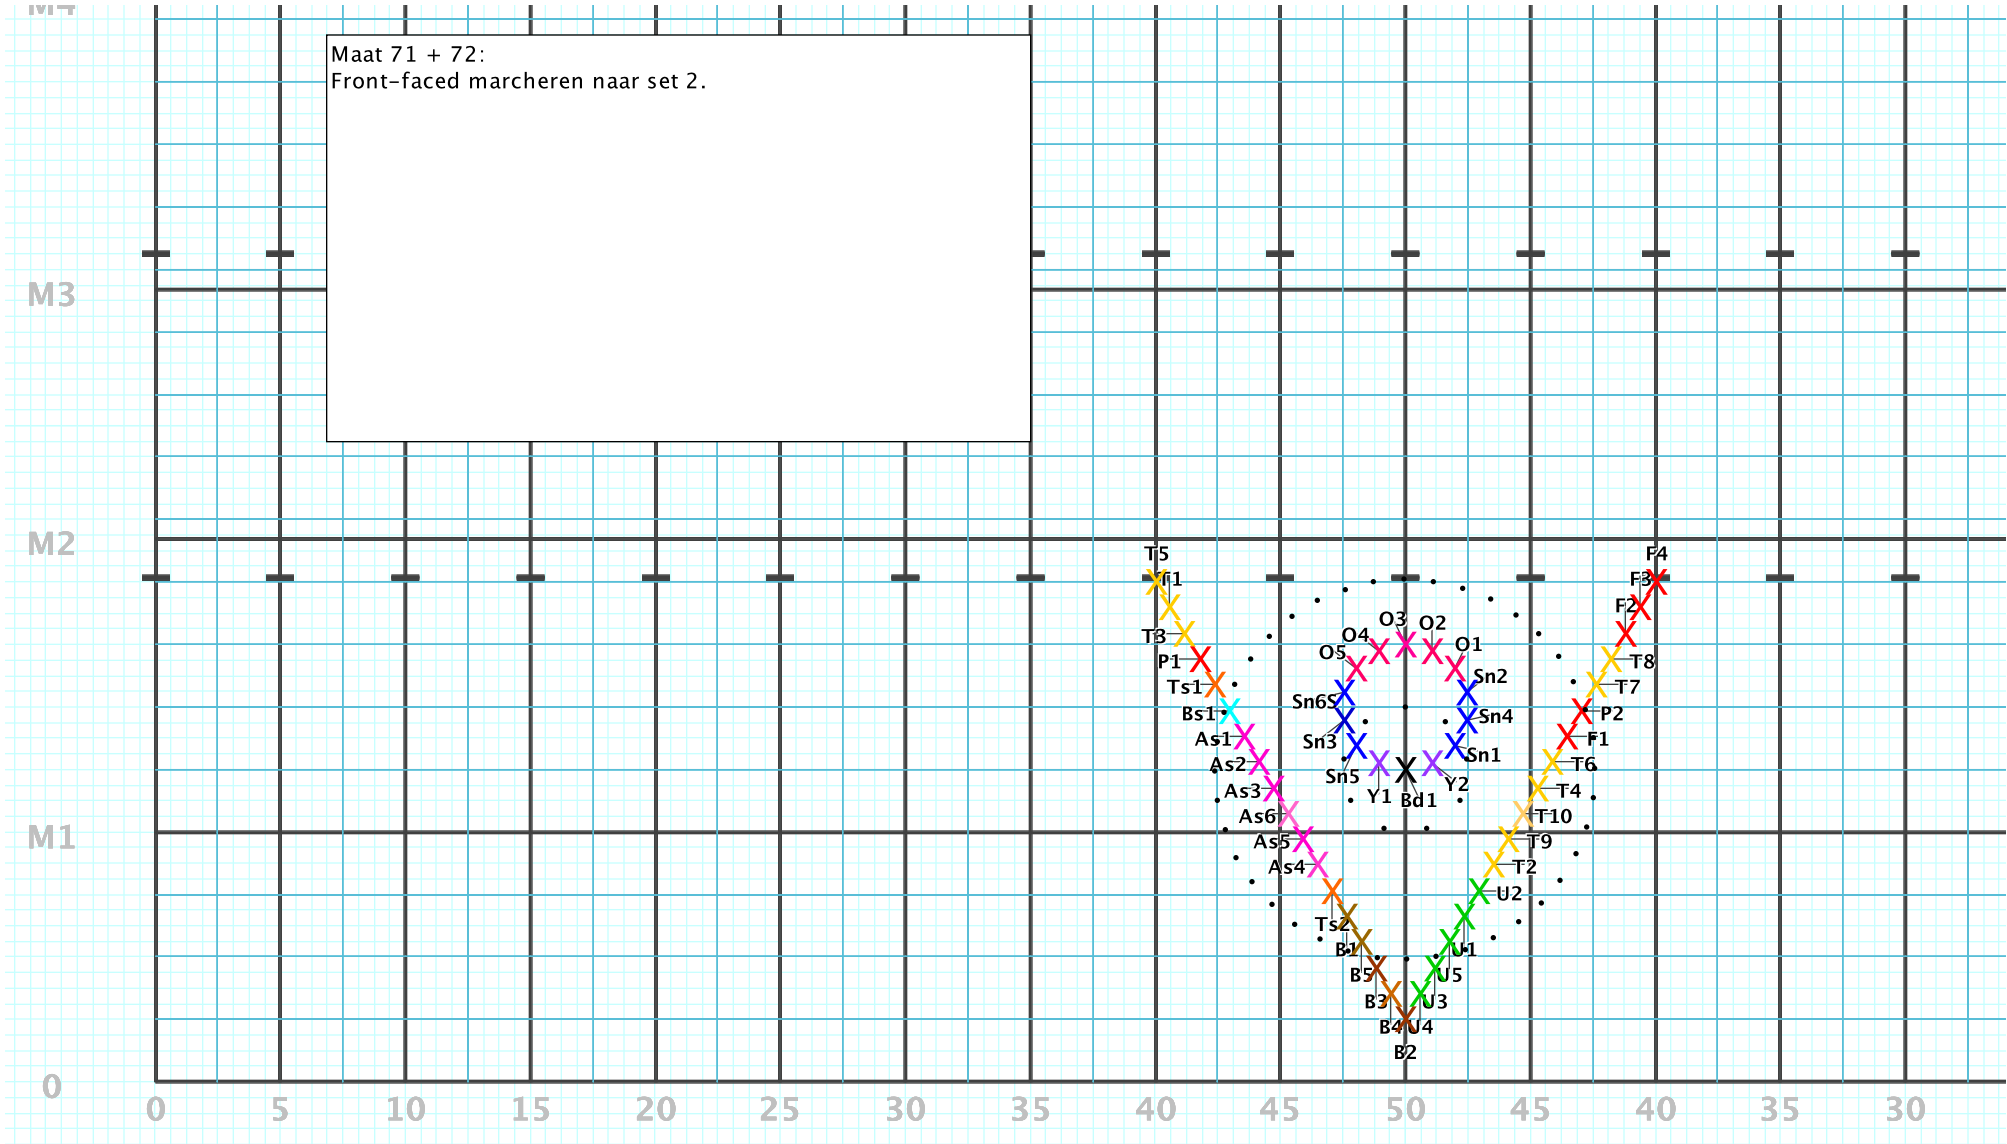 M4
Maat 71 + 72:
Front-faced marcheren naar set 2.
M3
M2
T5 F4
T1 F3
F2
O3 O2
T3 O4 O1
P1 O5 T8
Ts1 Sn2 T7
Sn6
Bs1 Sn4 P2
As1 Sn3 F1
As2 Sn1 T6
Sn5
As3 Y1 Bd1 Y2 T4
As6 T10
M1 As5 T9
As4 T2
U2
Ts2
B1 U1
B5 U5
B3 U3
B4 U4
B2
0
0 5 10 15 20 25 30 35 40 45 50 45 40 35 30